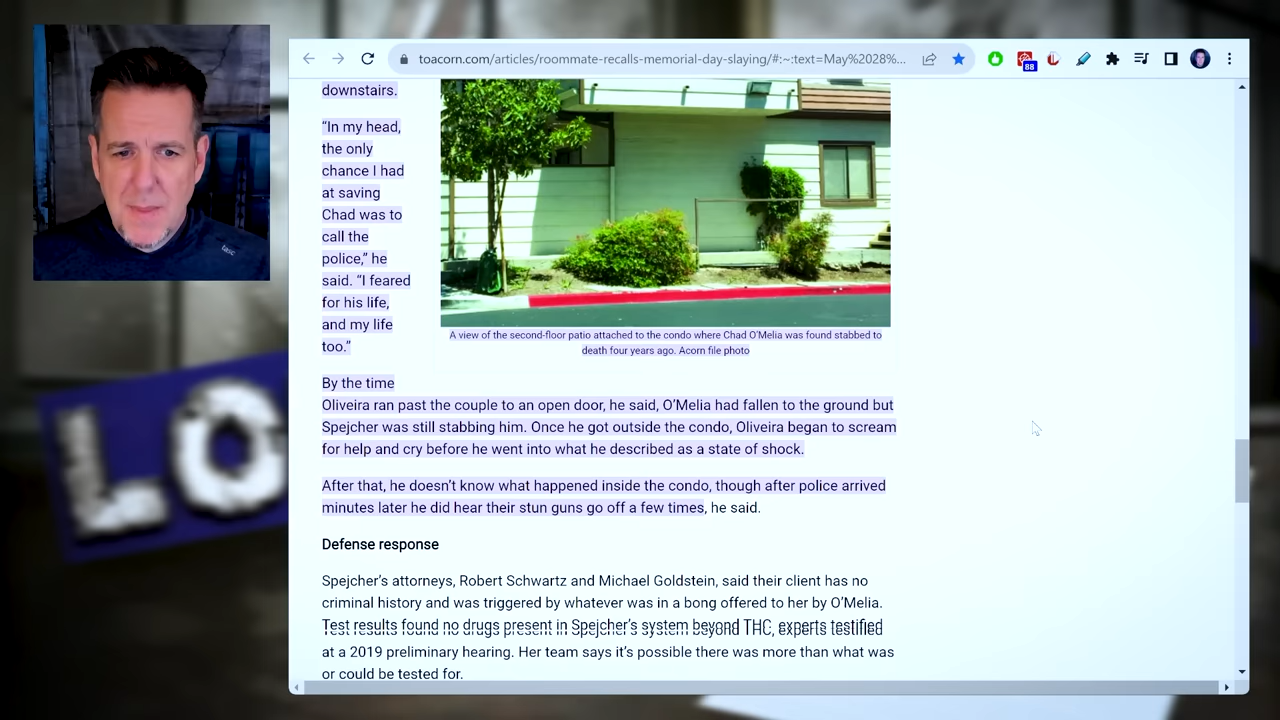 toacorn.com/articles/roommate-recalls-memorial-day-slaying/#:~:text=May%2028%...
88
downstairs.
“In my head,
the only
chance I had
at saving
Chad was to
call the
police,” he
said. “I feared
for his life,
and my life
too.”
A view of the second-floor patio attached to the condo where Chad O’Melia was found stabbed to
death four years ago. Acorn file photo
By the time
Oliveira ran past the couple to an open door, he said, O’Melia had fallen to the ground but
Spejcher was still stabbing him. Once he got outside the condo, Oliveira began to scream
for help and cry before he went into what he described as a state of shock.
After that, he doesn’t know what happened inside the condo, though after police arrived
minutes later he did hear their stun guns go off a few times, he said.
Defense response
Spejcher’s attorneys, Robert Schwartz and Michael Goldstein, said their client has no
criminal history and was triggered by whatever was in a bong offered to her by O’Melia.
Test results found no drugs present in Spejcher’s system beyond THC, experts testified
at a 2019 preliminary hearing. Her team says it’s possible there was more than what was
or could be tested for.
LO